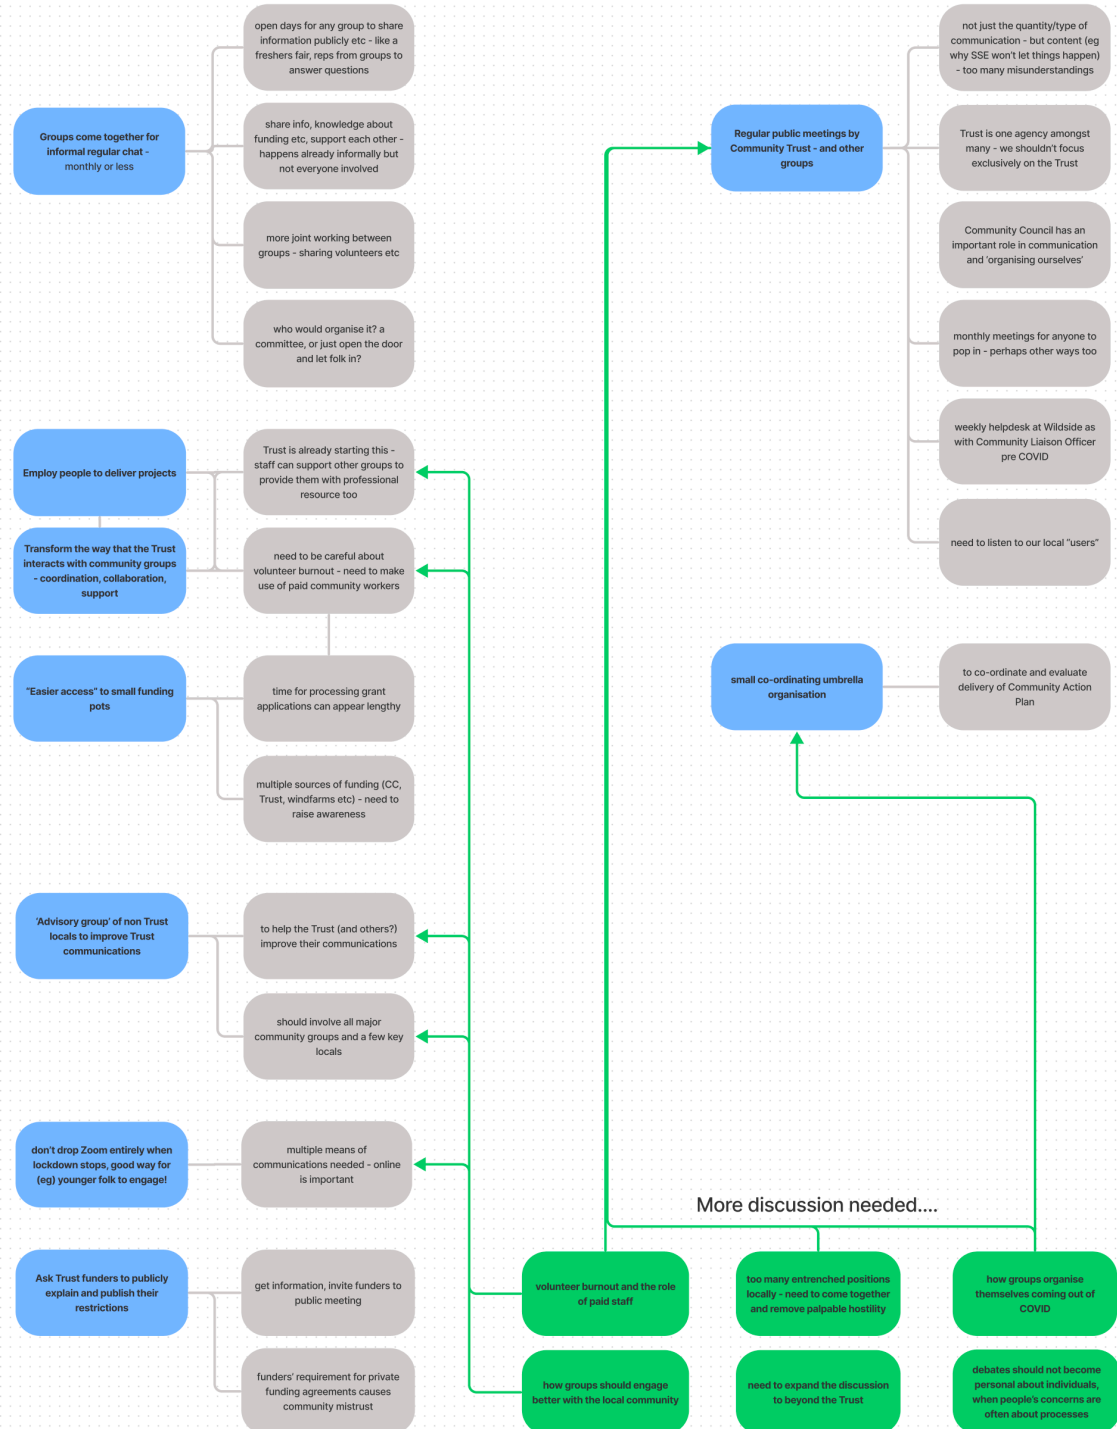 Groups come together for
informal regular chat -
monthly or less
open days for any group to share
information publicly etc - like a
freshers fair, reps from groups to
answer questions
share info, knowledge about
funding etc, support each other -
happens already informally but
not everyone involved
more joint working between
groups - sharing volunteers etc
who would organise it? a
committee, or just open the door
and let folk in?
Employ people to deliver projects
Transform the way that the Trust
interacts with community groups
- coordination, collaboration,
support
Trust is already starting this -
staff can support other groups to
provide them with professional
resource too
need to be careful about
volunteer burnout - need to make
use of paid community workers
"Easier access" to small funding
pots
time for processing grant
applications can appear lengthy
multiple sources of funding (CC,
Trust, windfarms etc) - need to
raise awareness
'Advisory group' of non Trust
locals to improve Trust
communications
to help the Trust (and others?)
improve their communications
should involve all major
community groups and a few key
locals
don't drop Zoom entirely when
lockdown stops, good way for
(eg) younger folk to engage!
multiple means of
communications needed - online
is important
Ask Trust funders to publicly
explain and publish their
restrictions
get information, invite funders to
public meeting
funders' requirement for private
funding agreements causes
community mistrust
Regular public meetings by
Community Trust - and other
groups
not just the quantity/type of
communication - but content (eg
why SSE won't let things happen)
- too many misunderstandings
Trust is one agency amongst
many - we shouldn't focus
exclusively on the Trust
Community Council has an
important role in communication
and 'organising ourselves'
monthly meetings for anyone to
pop in - perhaps other ways too
weekly helpdesk at Wildside as
with Community Liaison Officer
pre COVID
need to listen to our local "users"
small co-ordinating umbrella
organisation
to co-ordinate and evaluate
delivery of Community Action
Plan
More discussion needed....
volunteer burnout and the role
of paid staff
too many entrenched positions
locally - need to come together
and remove palpable hostility
how groups organise
themselves coming out of
COVID
how groups should engage
better with the local community
need to expand the discussion
to beyond the Trust
debates should not become
personal about individuals,
when people's concerns are
often about processes